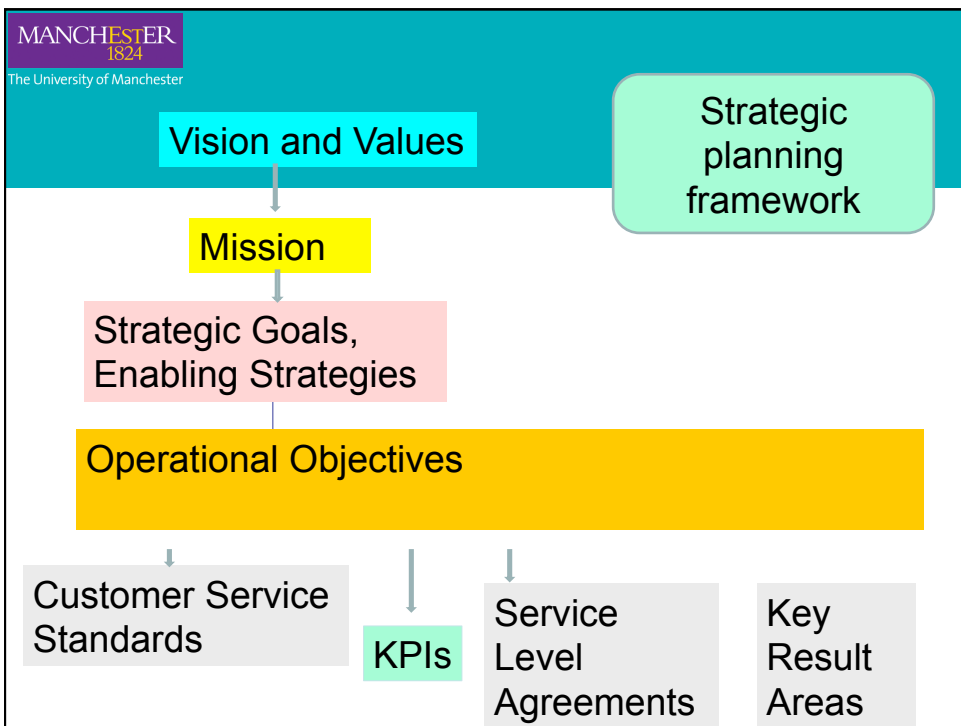 MANCHESTER
1824
The University of Manchester
Strategic
planning
framework
Vision and Values
Mission
Strategic Goals,
Enabling Strategies
Operational Objectives
Customer Service
Standards
KPIs
Service
Level
Agreements
Key
Result
Areas